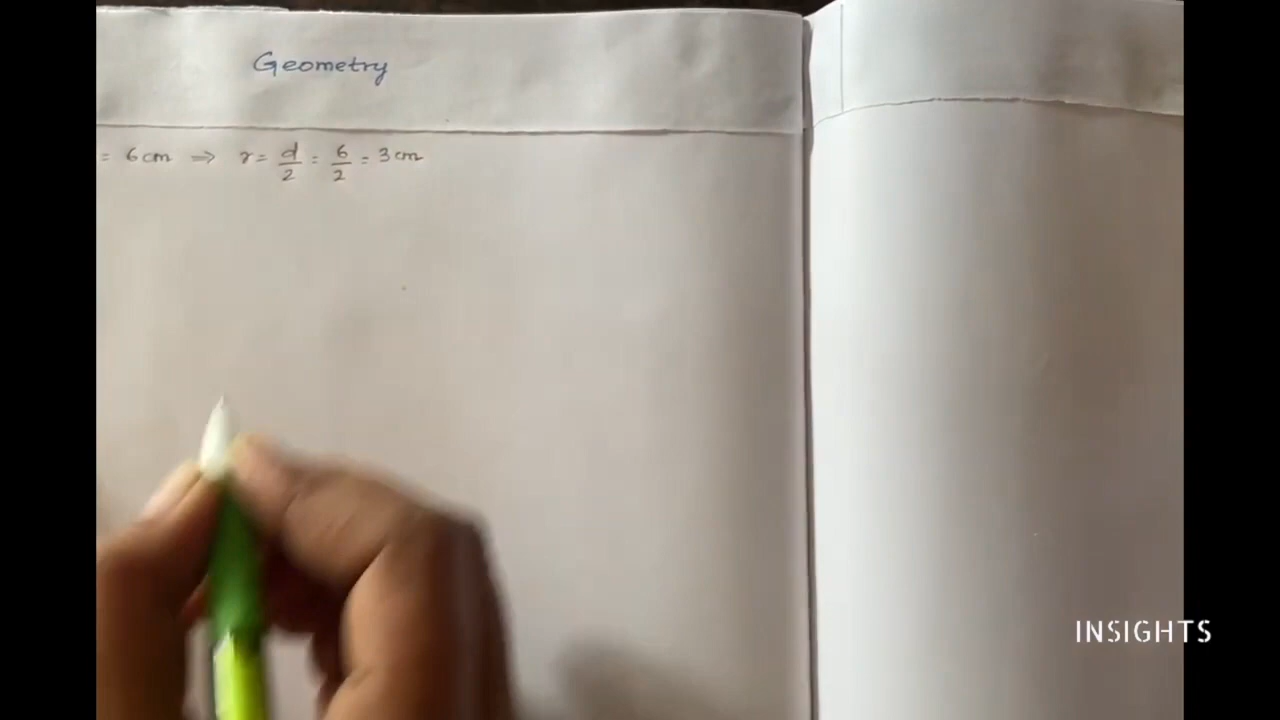 Geometry
= 6 cm ⇒ r = d/2 = 6/2 = 3 cm
INSIGHTS